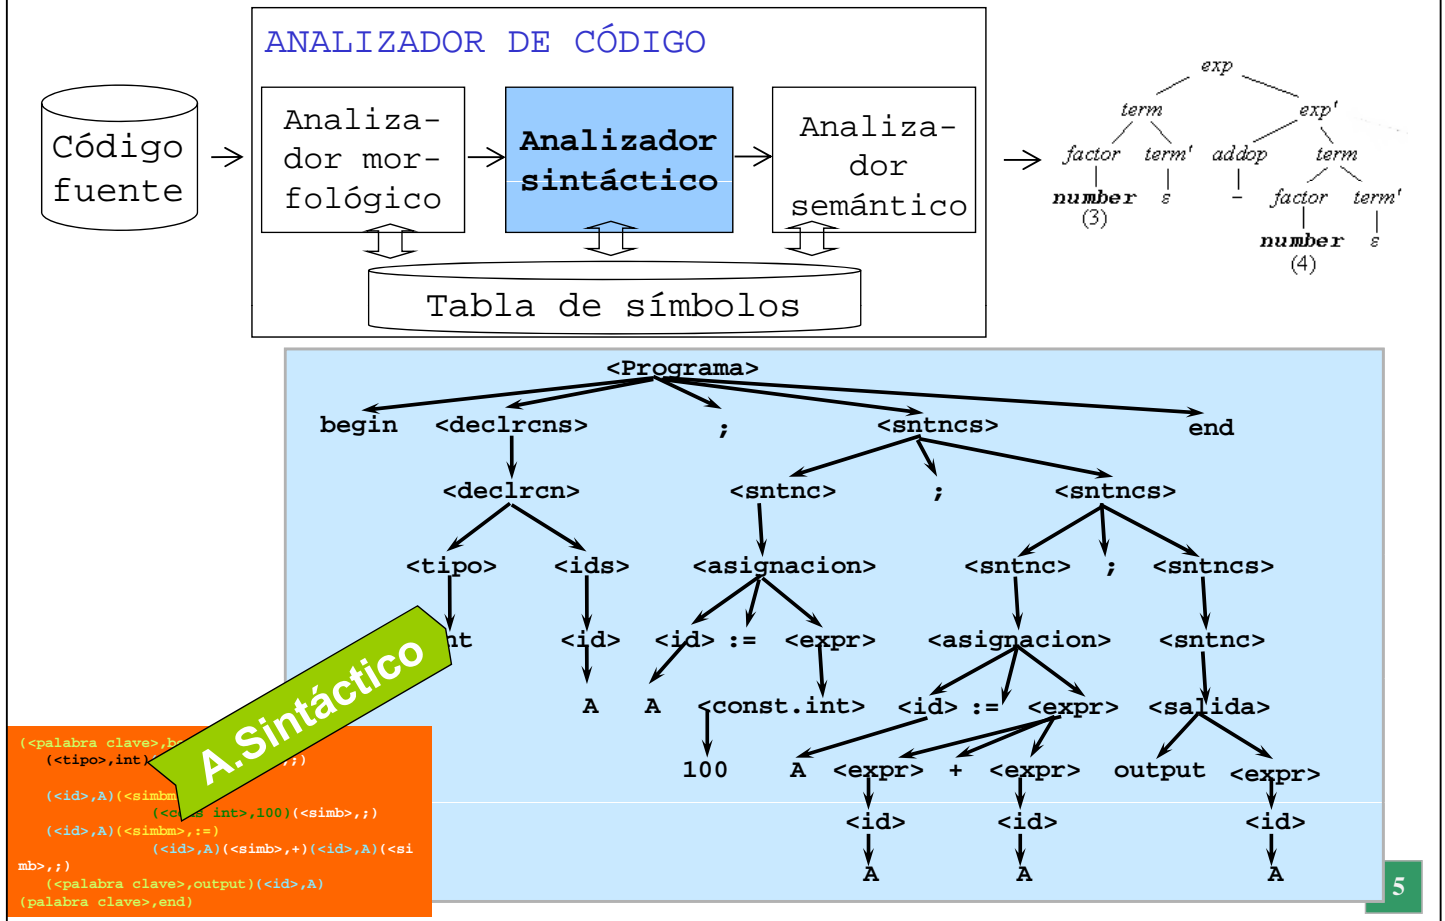 ANALIZADOR DE CÓDIGO
Código
fuente
Analiza-
dor mor-
fológico
Analizador
sintáctico
Analiza-
dor
semántico
Tabla de símbolos
exp
term exp'
factor term' addop term
number ε - factor term'
(3)
number ε
(4)
<Programa>
begin <declrcns> ; <sntncs> end
<declrcn> <sntnc> ; <sntncs>
<tipo> <ids> <asignacion> <sntnc> ; <sntncs>
nt <id> <id> := <expr> <asignacion> <sntnc>
A A <const.int> <id> := <expr> <salida>
100 A <expr> + <expr> output <expr>
<id> <id> <id>
A A A
A.Sintáctico
(<palabra clave>,be
(<tipo>,int) ,;)
(<id>,A)(<simbm
(<cons int>,100)(<simb>,;)
(<id>,A)(<simbm>,:=)
(<id>,A)(<simb>,+)(<id>,A)(<si
mb>,;)
(<palabra clave>,output)(<id>,A)
(palabra clave>,end)
5